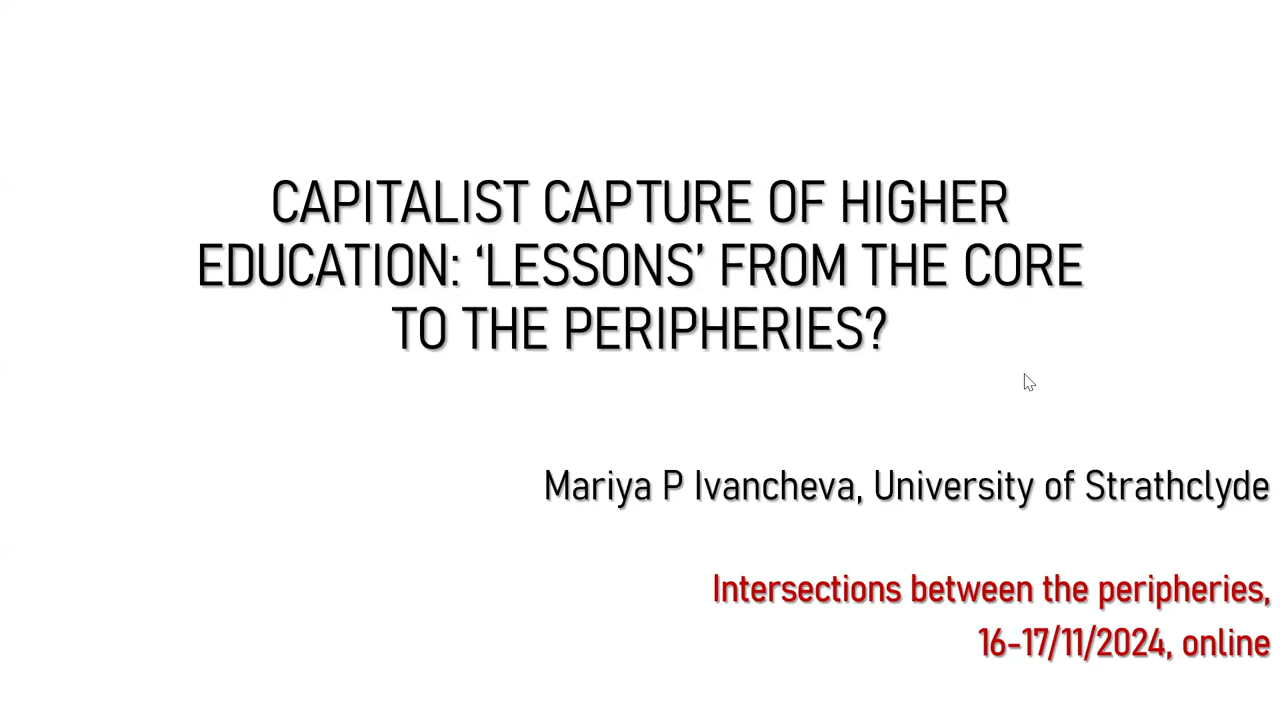 CAPITALIST CAPTURE OF HIGHER
EDUCATION: ‘LESSONS’ FROM THE CORE
TO THE PERIPHERIES?
Mariya P Ivancheva, University of Strathclyde
Intersections between the peripheries,
16-17/11/2024, online